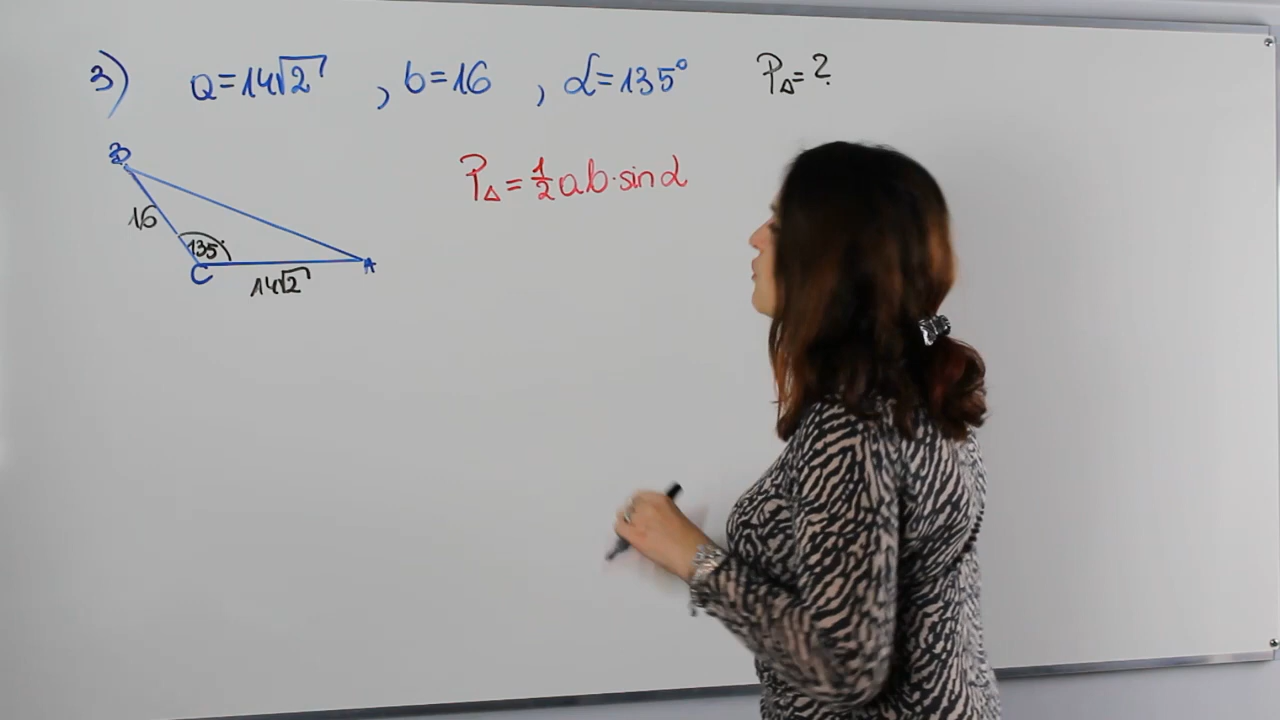 3) a=14√2 , b=16 , α=135° P△=?
P△=½ab·sinα
B
16
135°
C
A
14√2